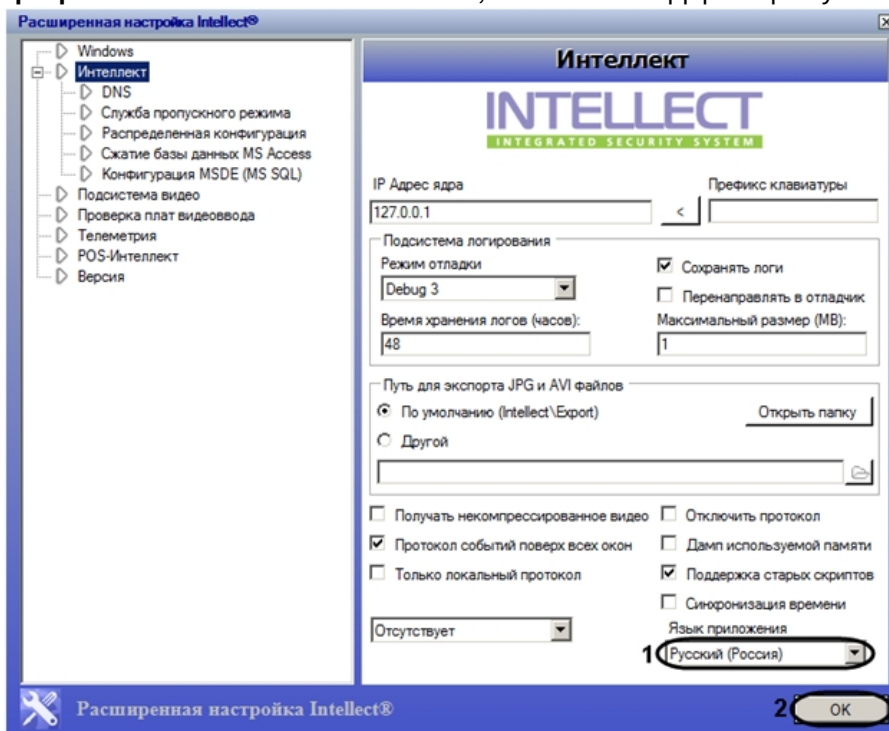 Расширенная настройка Intellect®
Windows
Интеллект
DNS
Служба пропускного режима
Распределенная конфигурация
Сжатие базы данных MS Access
Конфигурация MSDE (MS SQL)
Подсистема видео
Проверка плат видеоввода
Телеметрия
POS-Интеллект
Версия
Интеллект
INTELLECT
INTEGRATED SECURITY SYSTEM
IP Адрес ядра
Префикс клавиатуры
127.0.0.1
<
Подсистема логирования
Режим отладки
Debug 3
Сохранять логи
Перенаправлять в отладчик
Время хранения логов (часов):
Максимальный размер (MB):
48
1
Путь для экспорта JPG и AVI файлов
По умолчанию (Intellect\Export)
Открыть папку
Другой
Получать некомпрессированное видео
Отключить протокол
Протокол событий поверх всех окон
Дамп используемой памяти
Только локальный протокол
Поддержка старых скриптов
Синхронизация времени
Отсутствует
Язык приложения
1
Русский (Россия)
Расширенная настройка Intellect®
2
OK